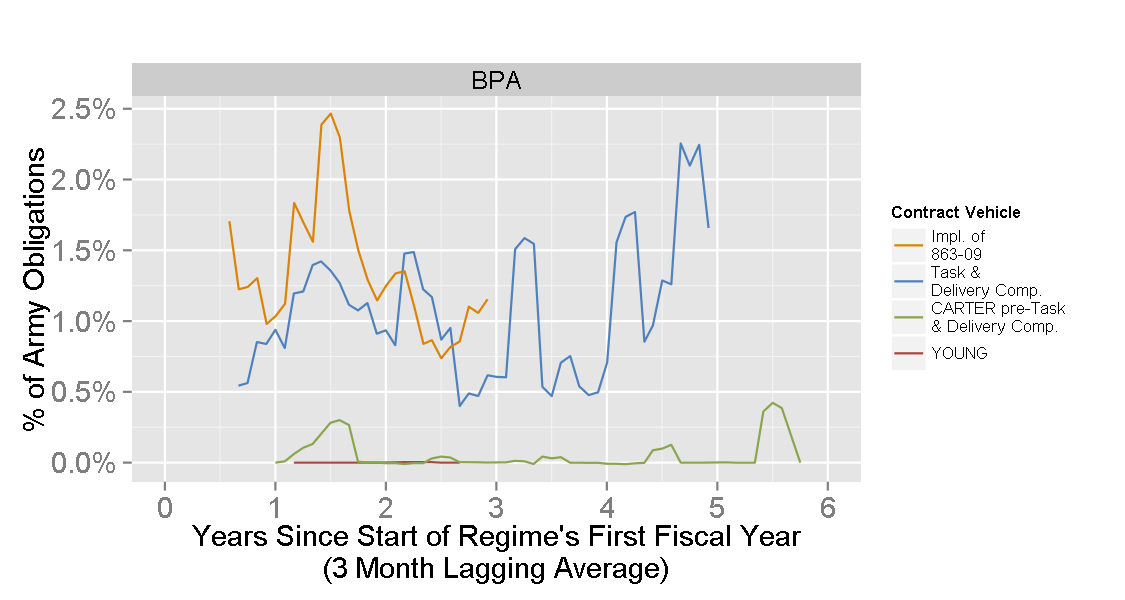 BPA
2.5%
2.0%
1.5%
1.0%
0.5%
0.0%
% of Army Obligations
0 1 2 3 4 5 6
Years Since Start of Regime's First Fiscal Year
(3 Month Lagging Average)
Contract Vehicle
Impl. of
863-09
Task &
Delivery Comp.
CARTER pre-Task
& Delivery Comp.
YOUNG